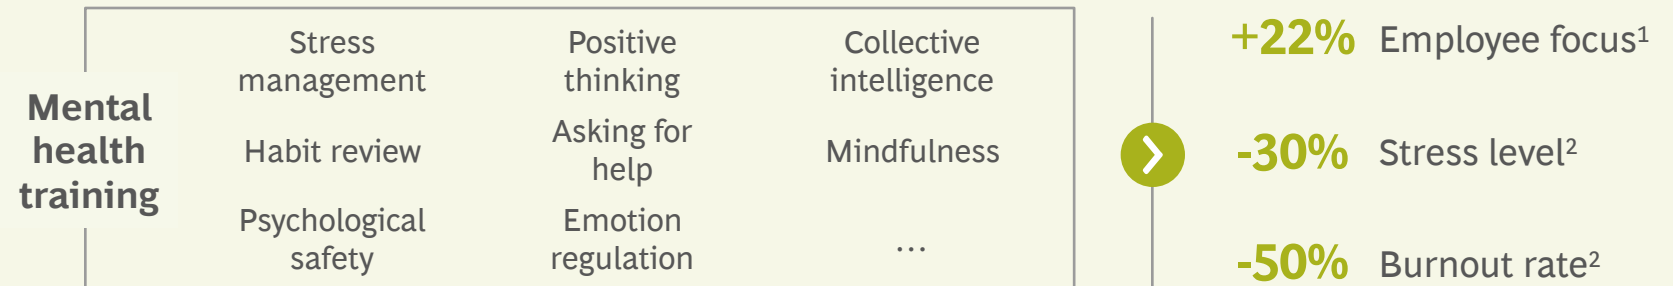 Mental
health
training
Stress
management
Positive
thinking
Collective
intelligence
Habit review
Asking for
help
Mindfulness
Psychological
safety
Emotion
regulation
...
+22% Employee focus¹
-30% Stress level²
-50% Burnout rate²